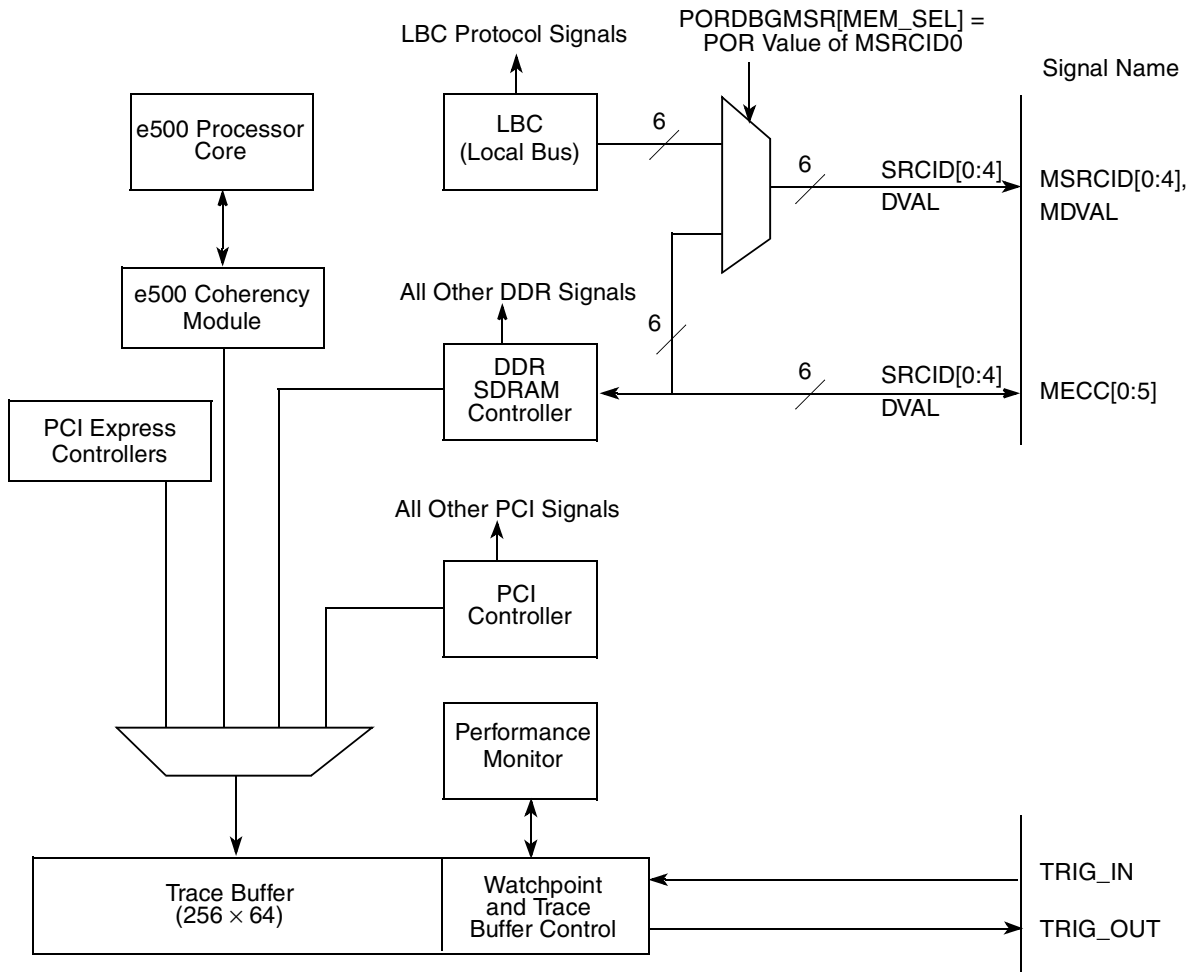 PORDBGMSR[MEM_SEL] =
POR Value of MSRCID0
LBC Protocol Signals
Signal Name
e500 Processor
Core
LBC
(Local Bus)
6
6
SRCID[0:4]
DVAL
MSRCID[0:4],
MDVAL
e500 Coherency
Module
All Other DDR Signals
6
DDR
SDRAM
Controller
6
SRCID[0:4]
DVAL
MECC[0:5]
PCI Express
Controllers
All Other PCI Signals
PCI
Controller
Performance
Monitor
Trace Buffer
(256 × 64)
Watchpoint
and Trace
Buffer Control
TRIG_IN
TRIG_OUT